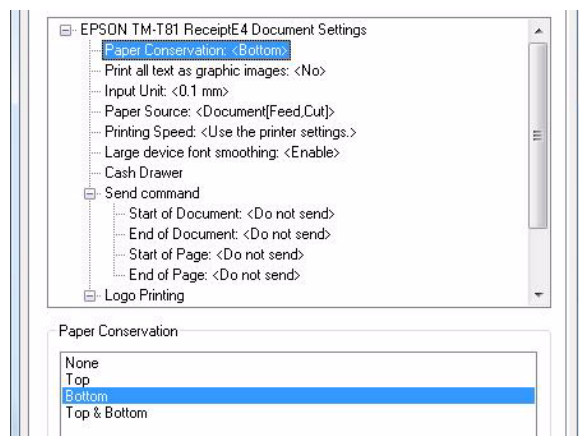 EPSON TM-T81 ReceiptE4 Document Settings
Paper Conservation: <Bottom>
Print all text as graphic images: <No>
Input Unit: <0.1 mm>
Paper Source: <Document[Feed,Cut]>
Printing Speed: <Use the printer settings.>
Large device font smoothing: <Enable>
Cash Drawer
Send command
Start of Document: <Do not send>
End of Document: <Do not send>
Start of Page: <Do not send>
End of Page: <Do not send>
Logo Printing
Paper Conservation
None
Top
Bottom
Top & Bottom